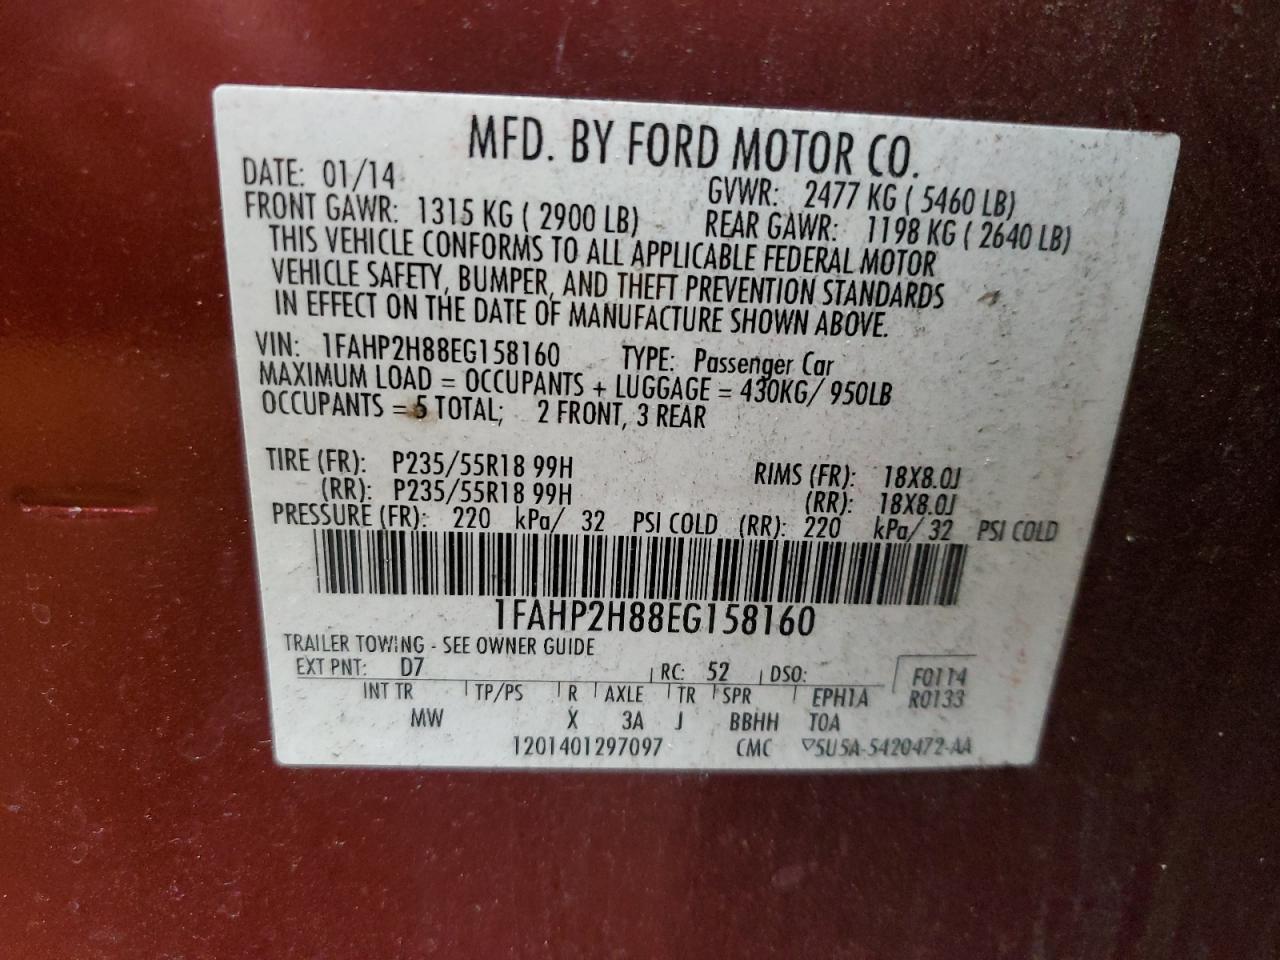 MFD. BY FORD MOTOR CO.
DATE: 01/14 GVWR: 2477 KG ( 5460 LB)
FRONT GAWR: 1315 KG ( 2900 LB) REAR GAWR: 1198 KG ( 2640 LB)
THIS VEHICLE CONFORMS TO ALL APPLICABLE FEDERAL MOTOR
VEHICLE SAFETY, BUMPER, AND THEFT PREVENTION STANDARDS
IN EFFECT ON THE DATE OF MANUFACTURE SHOWN ABOVE.
VIN: 1FAHP2H88EG158160 TYPE: Passenger Car
MAXIMUM LOAD = OCCUPANTS + LUGGAGE = 430KG/ 950LB
OCCUPANTS = 5 TOTAL; 2 FRONT, 3 REAR
TIRE (FR): P235/55R18 99H RIMS (FR): 18X8.0J
(RR): P235/55R18 99H (RR): 18X8.0J
PRESSURE (FR): 220 kPa/ 32 PSI COLD (RR): 220 kPa/ 32 PSI COLD
1FAHP2H88EG158160
TRAILER TOWING - SEE OWNER GUIDE
EXT PNT: D7 RC: 52 DSO: F0114
INT TR TP/PS R AXLE TR SPR EPH1A R0133
MW X 3A J BBHH TOA
1201401297097 CMC ▽5U5A-5420472-AA